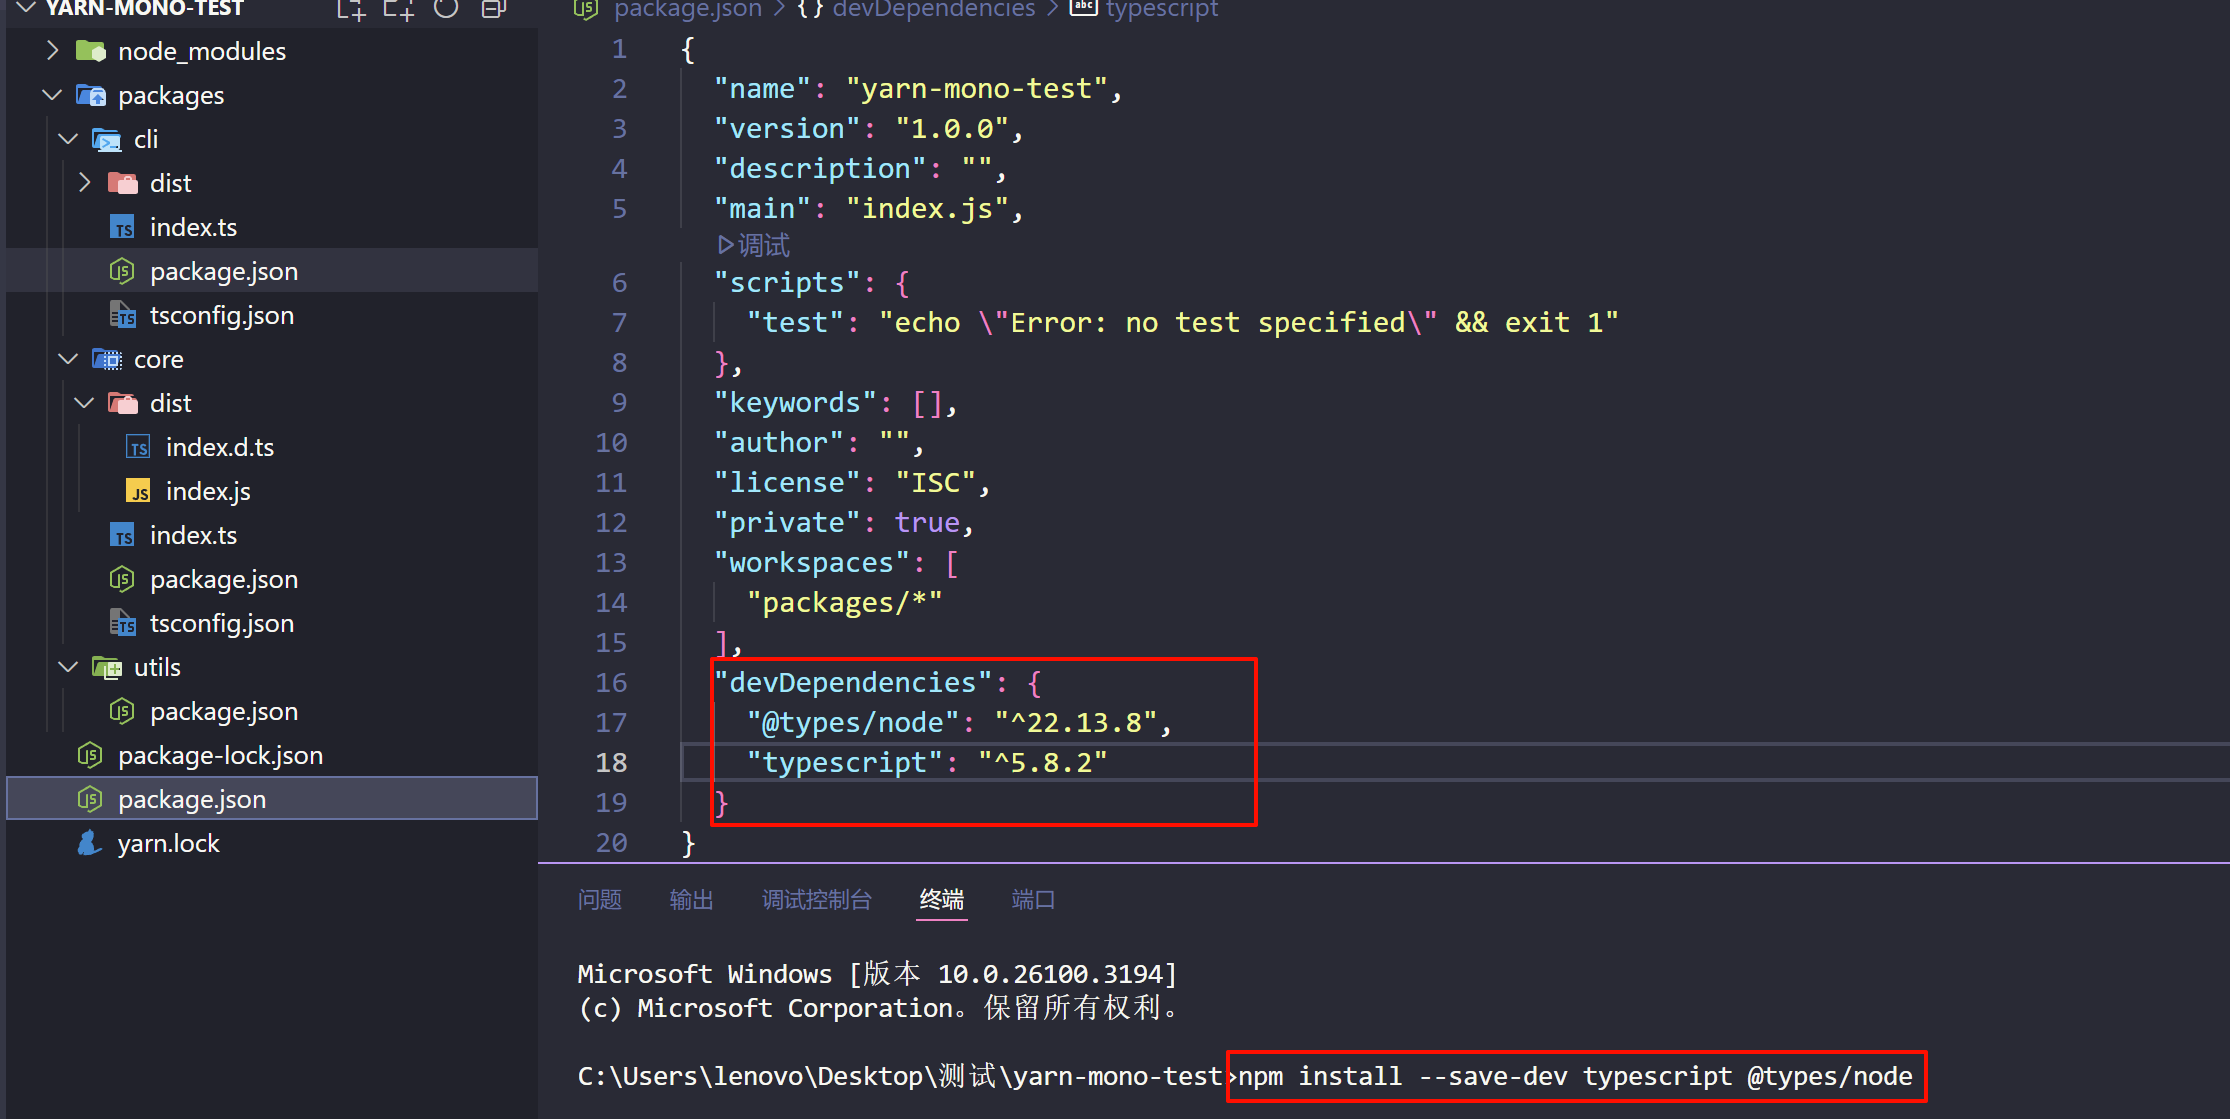 YARN-MONO-TEST
node_modules
packages
cli
dist
index.ts
package.json
tsconfig.json
core
dist
index.d.ts
index.js
index.ts
package.json
tsconfig.json
utils
package.json
package-lock.json
package.json
yarn.lock
package.json > {} devDependencies > abc typescript
1 {
2 "name": "yarn-mono-test",
3 "version": "1.0.0",
4 "description": "",
5 "main": "index.js",
调试
6 "scripts": {
7 "test": "echo \"Error: no test specified\" && exit 1"
8 },
9 "keywords": [],
10 "author": "",
11 "license": "ISC",
12 "private": true,
13 "workspaces": [
14 "packages/*"
15 ],
16 "devDependencies": {
17 "@types/node": "^22.13.8",
18 "typescript": "^5.8.2"
19 }
20 }
问题 输出 调试控制台 终端 端口
Microsoft Windows [版本 10.0.26100.3194]
(c) Microsoft Corporation。保留所有权利。
C:\Users\lenovo\Desktop\测试\yarn-mono-test>npm install --save-dev typescript @types/node